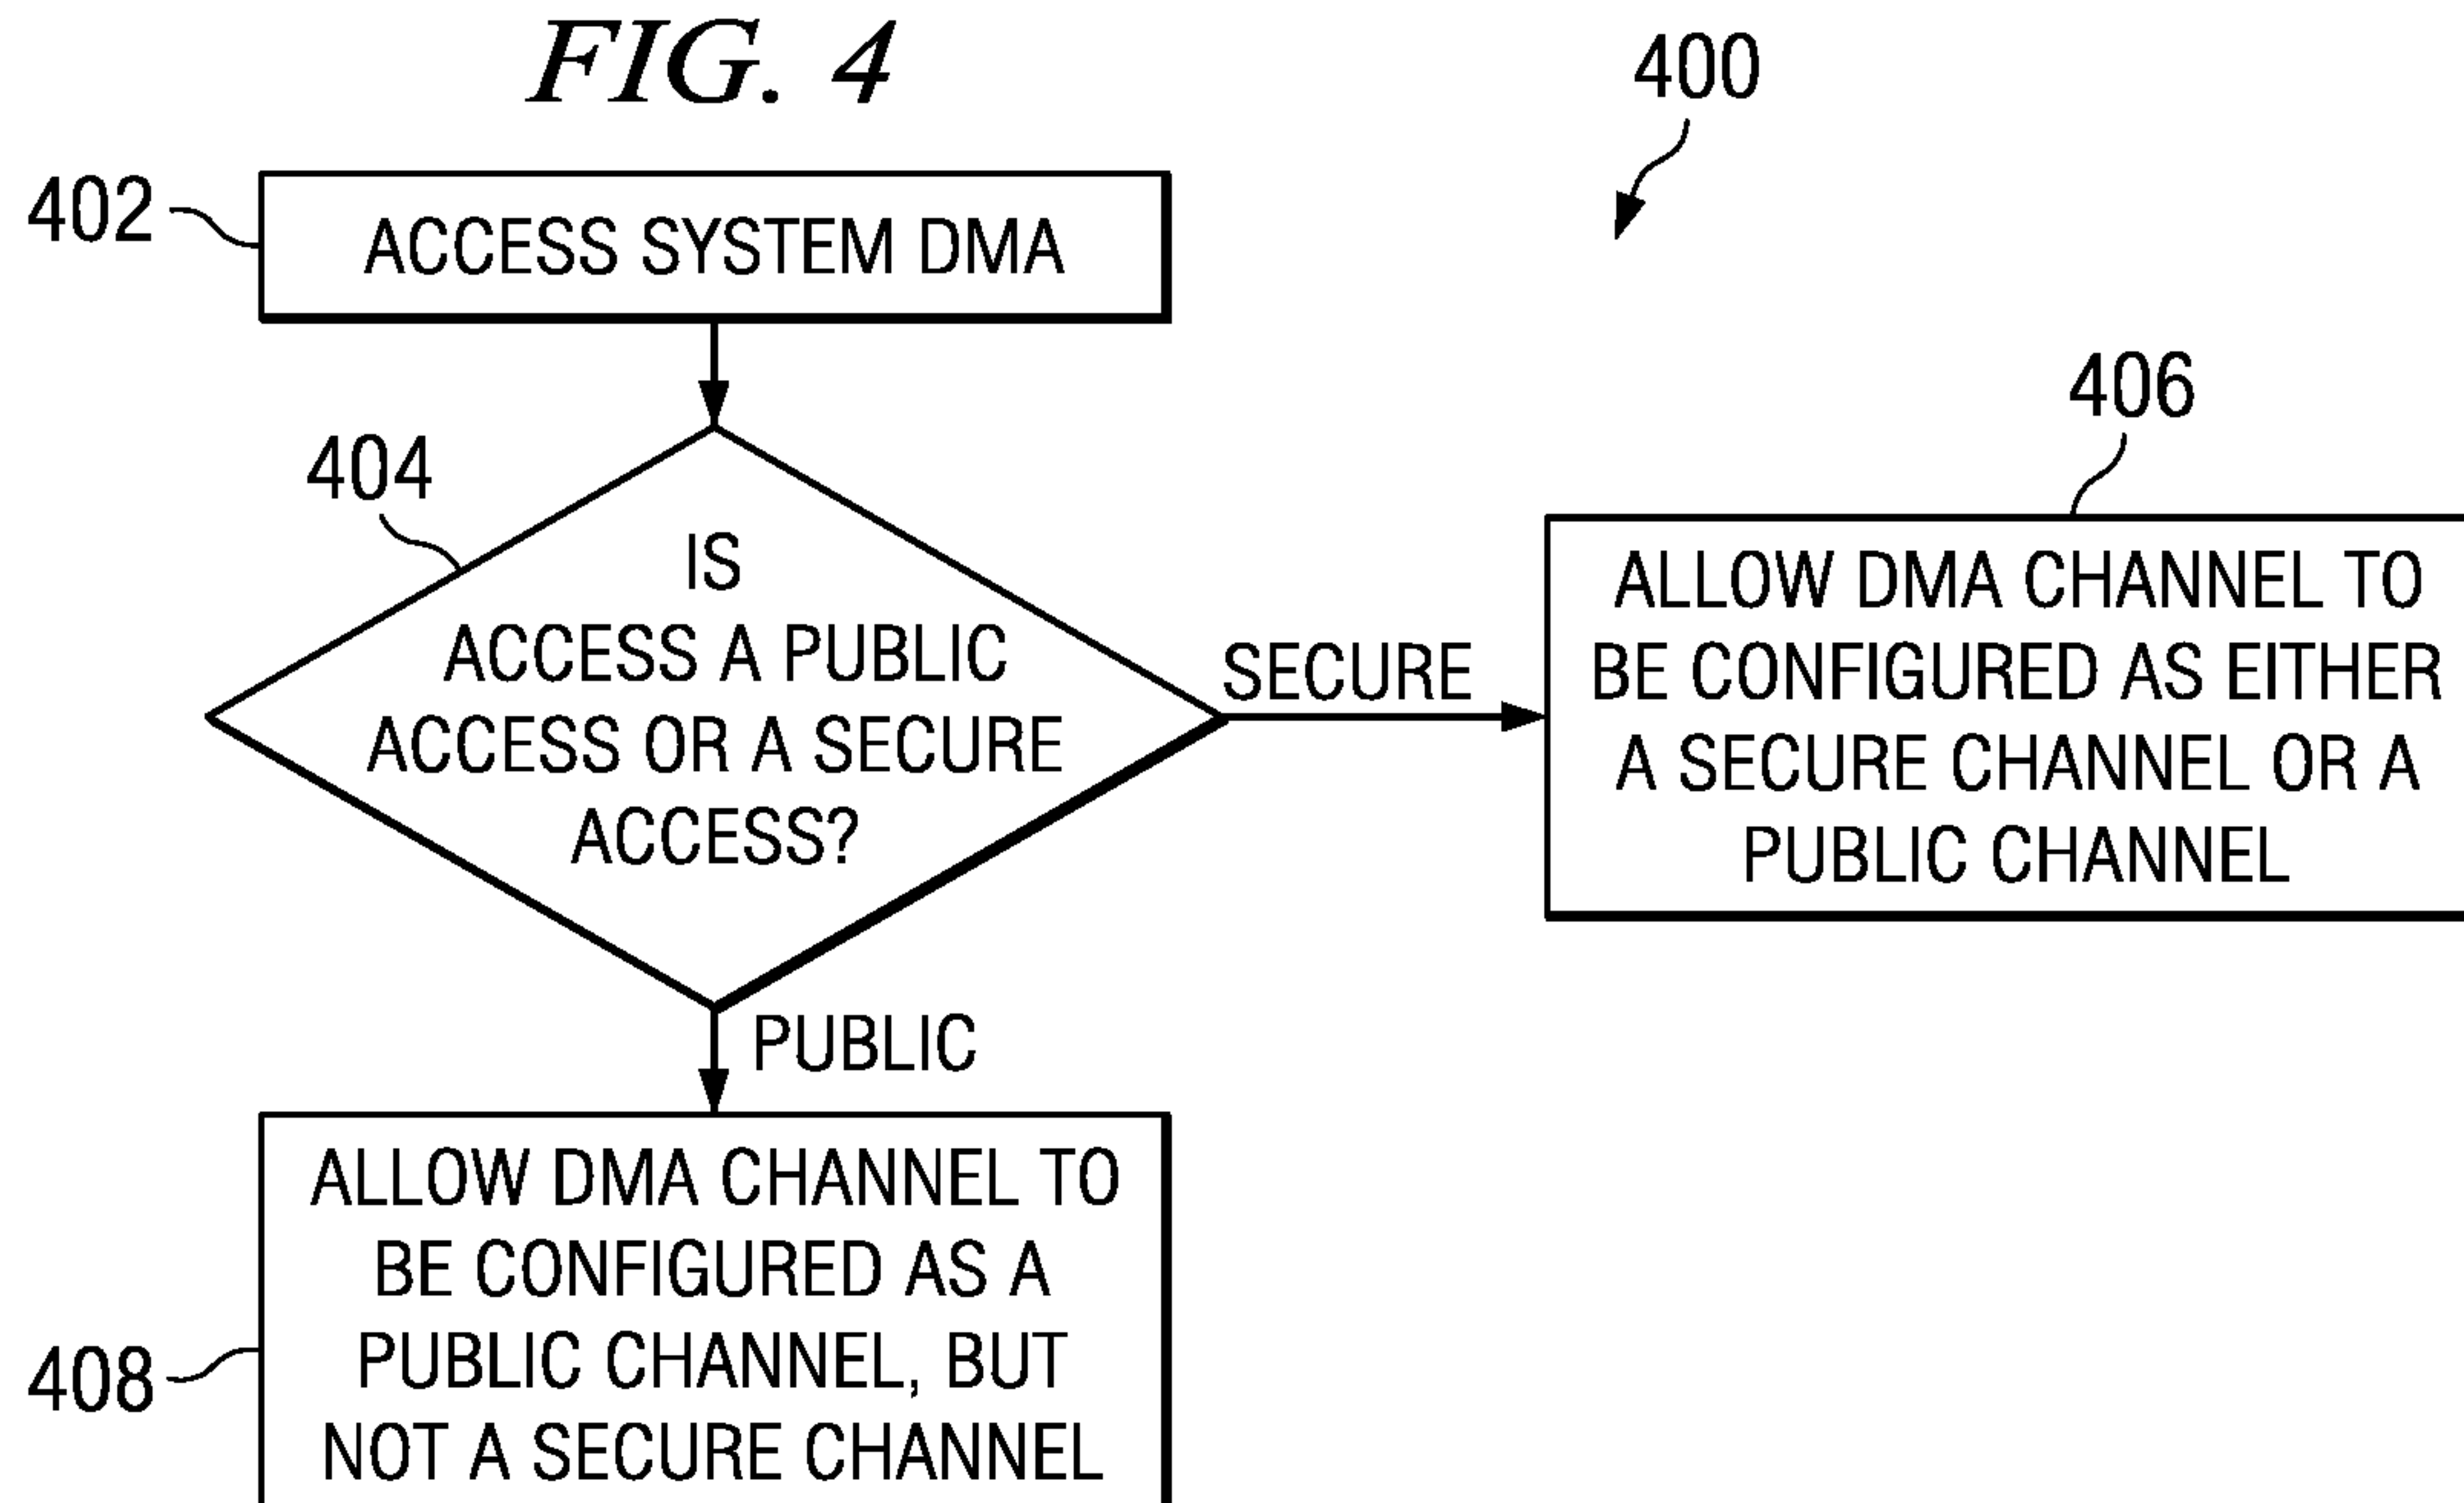 FIG. 4
400
402
ACCESS SYSTEM DMA
404
IS
ACCESS A PUBLIC
ACCESS OR A SECURE
ACCESS?
SECURE
406
ALLOW DMA CHANNEL TO
BE CONFIGURED AS EITHER
A SECURE CHANNEL OR A
PUBLIC CHANNEL
PUBLIC
408
ALLOW DMA CHANNEL TO
BE CONFIGURED AS A
PUBLIC CHANNEL, BUT
NOT A SECURE CHANNEL